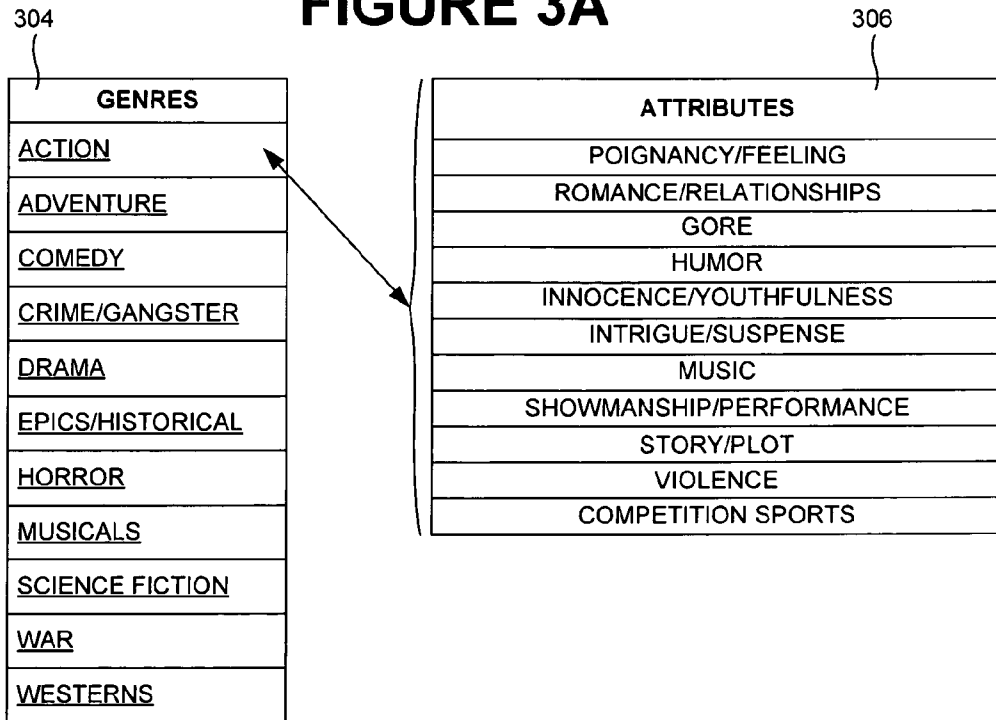 FIGURE 3A
304
306
GENRES
ACTION
ADVENTURE
COMEDY
CRIME/GANGSTER
DRAMA
EPICS/HISTORICAL
HORROR
MUSICALS
SCIENCE FICTION
WAR
WESTERNS
ATTRIBUTES
POIGNANCY/FEELING
ROMANCE/RELATIONSHIPS
GORE
HUMOR
INNOCENCE/YOUTHFULNESS
INTRIGUE/SUSPENSE
MUSIC
SHOWMANSHIP/PERFORMANCE
STORY/PLOT
VIOLENCE
COMPETITION SPORTS